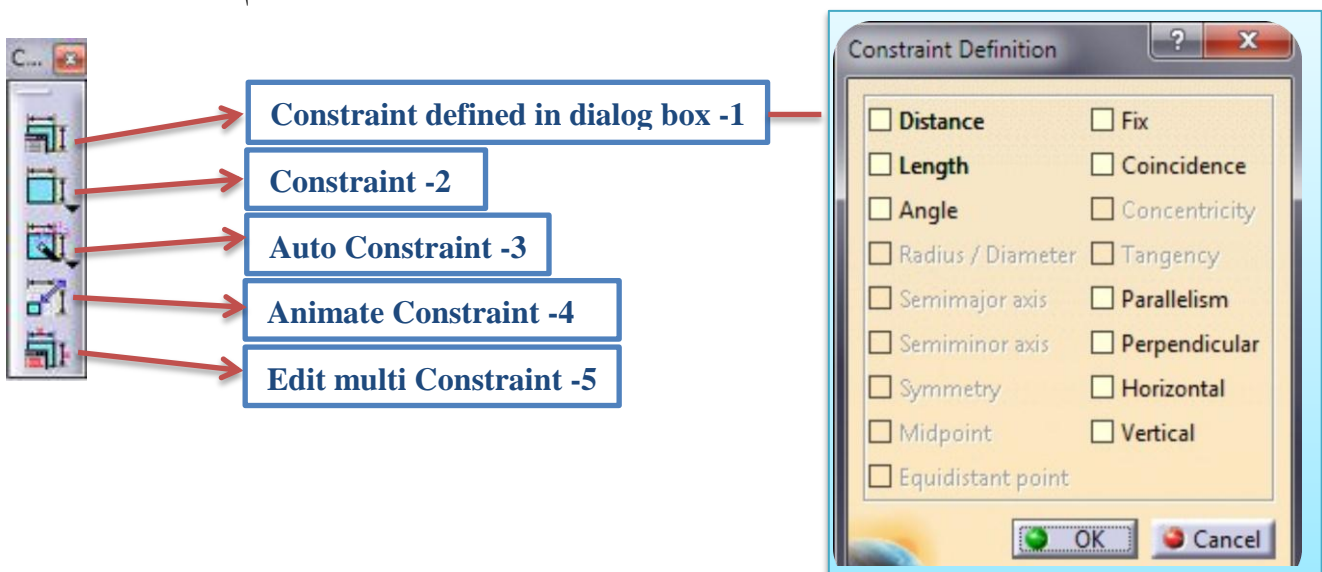 C...
Constraint defined in dialog box -1
Constraint -2
Auto Constraint -3
Animate Constraint -4
Edit multi Constraint -5
Constraint Definition
?
X
Distance
Fix
Length
Coincidence
Angle
Concentricity
Radius / Diameter
Tangency
Semimajor axis
Parallelism
Semiminor axis
Perpendicular
Symmetry
Horizontal
Midpoint
Vertical
Equidistant point
OK
Cancel